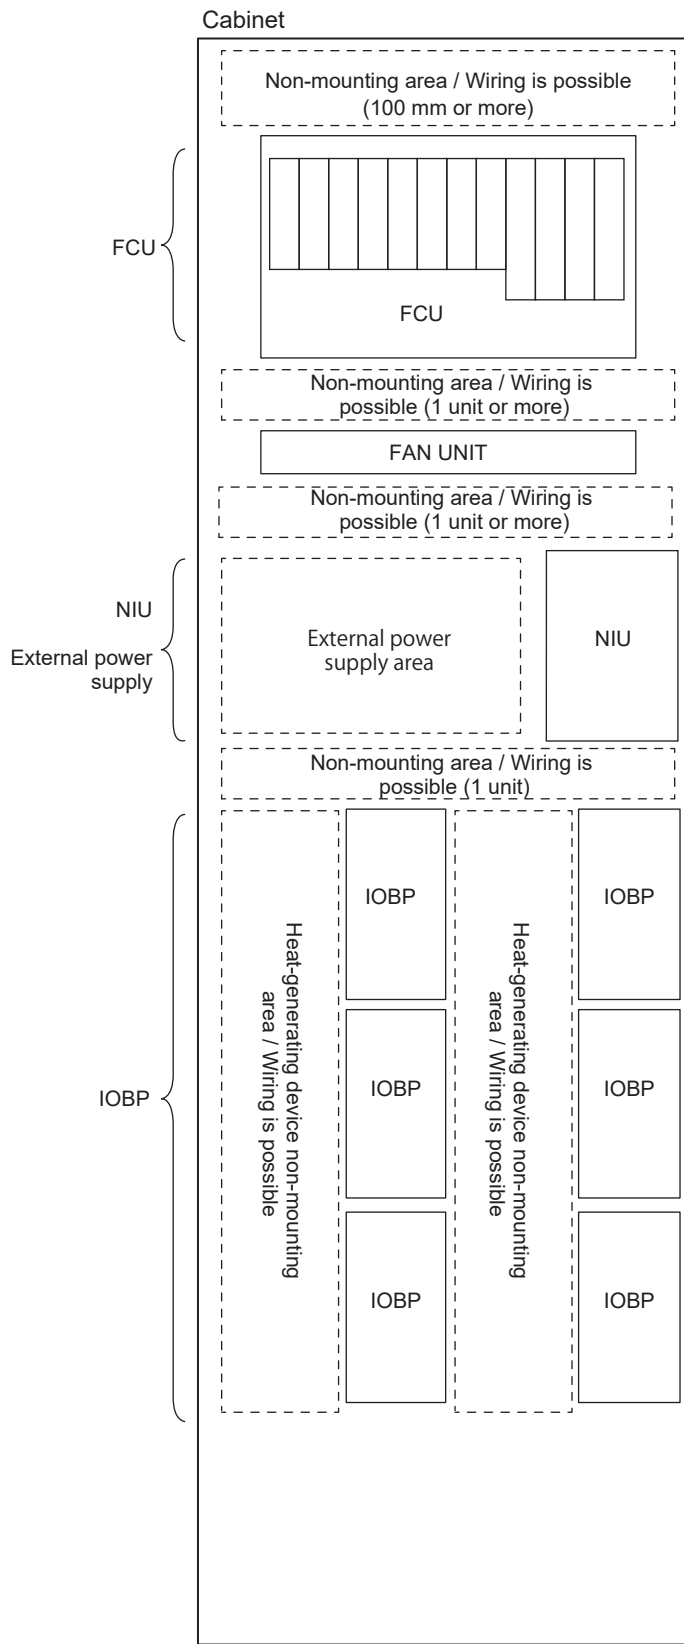 Cabinet
Non-mounting area / Wiring is possible
(100 mm or more)
FCU
FCU
Non-mounting area / Wiring is
possible (1 unit or more)
FAN UNIT
Non-mounting area / Wiring is
possible (1 unit or more)
NIU
External power
supply
External power
supply area
NIU
Non-mounting area / Wiring is
possible (1 unit)
IOBP
Heat-generating device non-mounting
area / Wiring is possible
IOBP
IOBP
IOBP
Heat-generating device non-mounting
area / Wiring is possible
IOBP
IOBP
IOBP